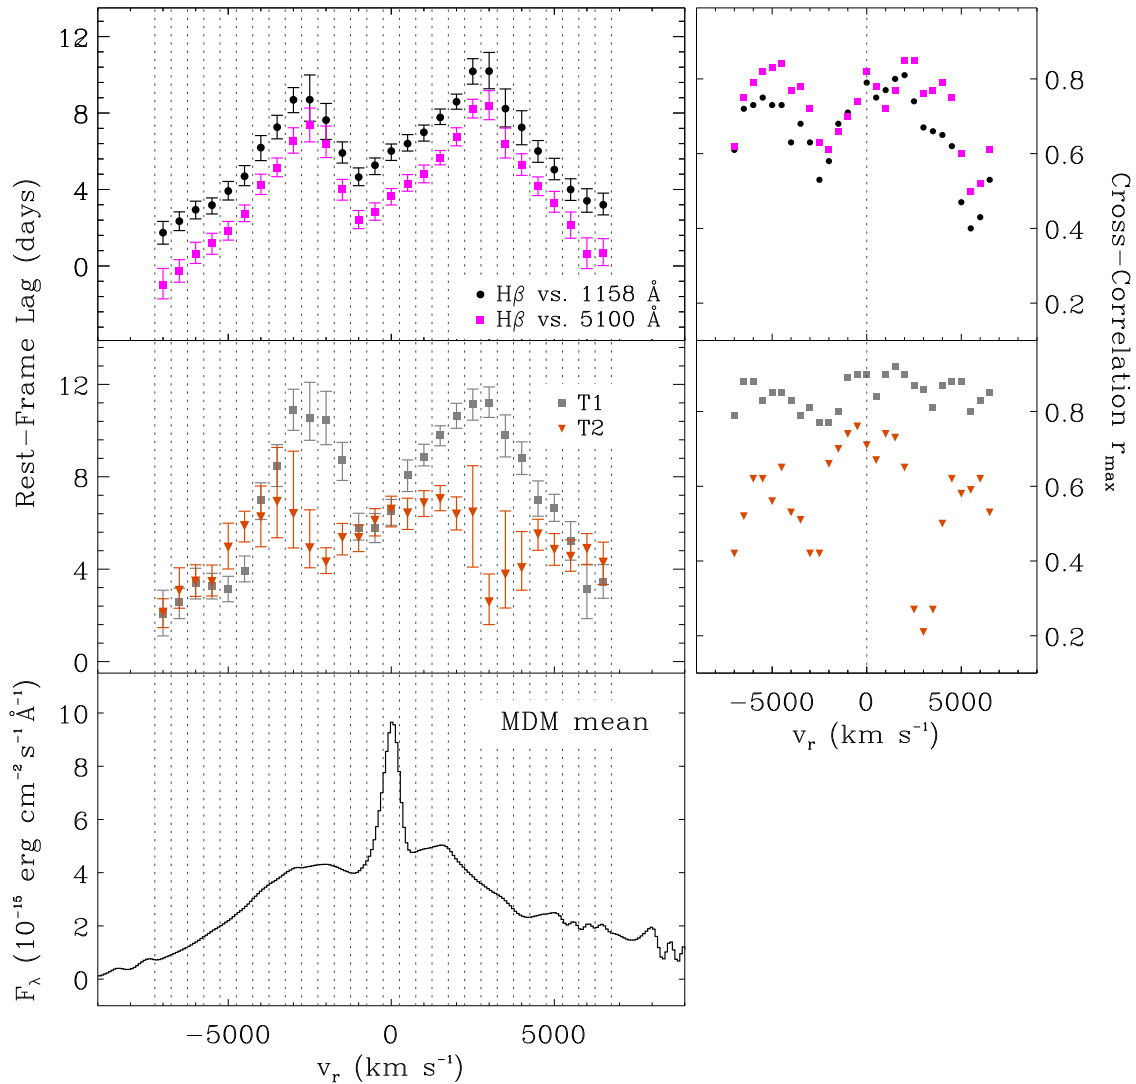 12
8
4
0
Hβ vs. 1158 Å
Hβ vs. 5100 Å
0.8
0.6
0.4
0.2
Rest−Frame Lag (days)
Cross−Correlation r_max
12
8
4
0
T1
T2
0.8
0.6
0.4
0.2
−5000 0 5000
v_r (km s⁻¹)
MDM mean
10
8
6
4
2
0
F_λ (10⁻¹⁵ erg cm⁻² s⁻¹ Å⁻¹)
−5000 0 5000
v_r (km s⁻¹)